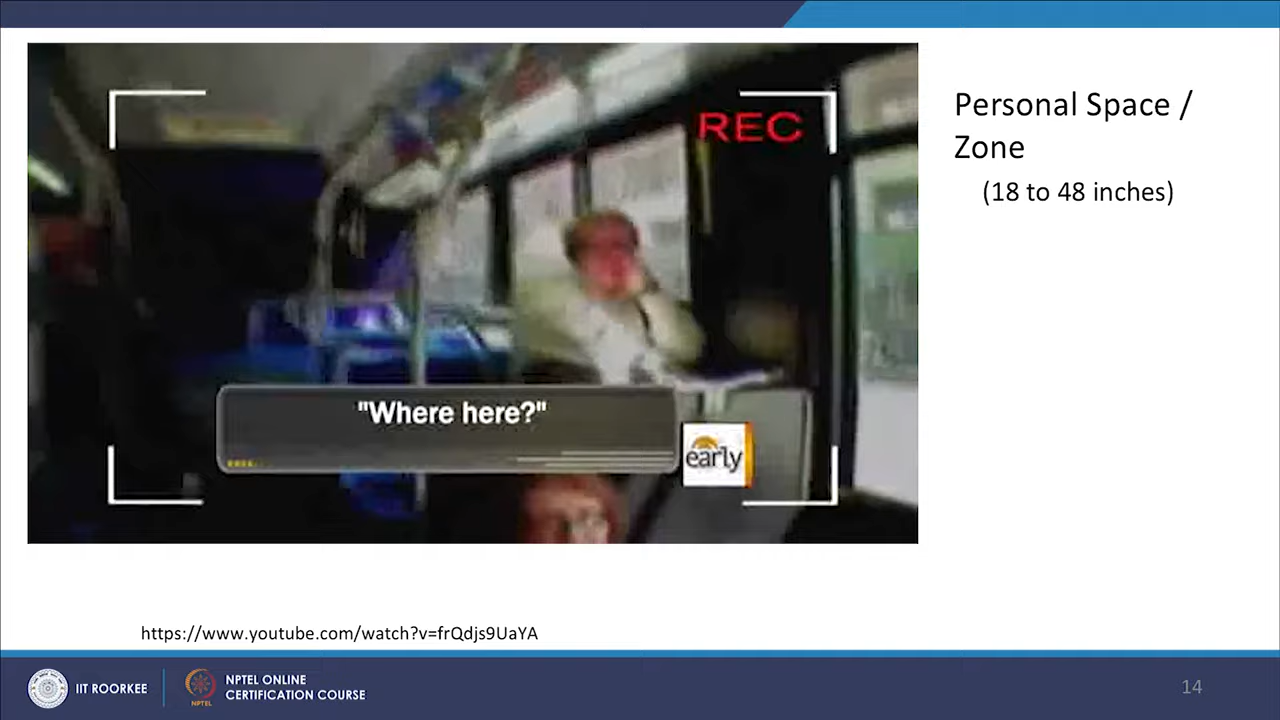 Personal Space /
Zone
(18 to 48 inches)
REC
"Where here?"
early
https://www.youtube.com/watch?v=frQdjs9UaYA
IIT ROORKEE
NPTEL
NPTEL ONLINE
CERTIFICATION COURSE
14